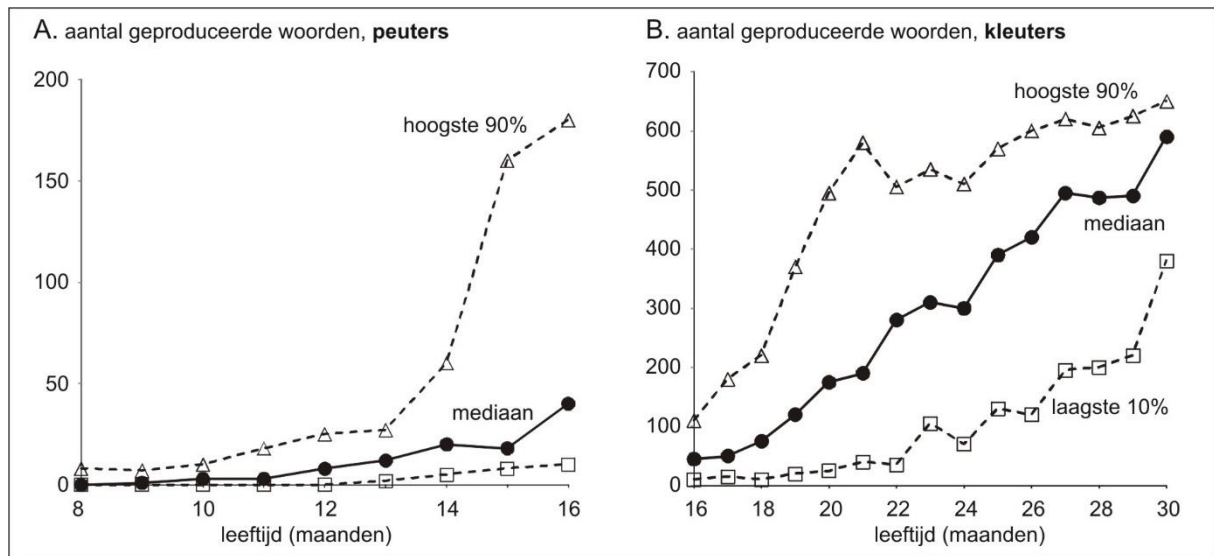 A. aantal geproduceerde woorden, peuters
200
150
100
50
0
hoogste 90%
mediaan
8 10 12 14 16
leeftijd (maanden)
B. aantal geproduceerde woorden, kleuters
700
600
500
400
300
200
100
0
hoogste 90%
mediaan
laagste 10%
16 18 20 22 24 26 28 30
leeftijd (maanden)